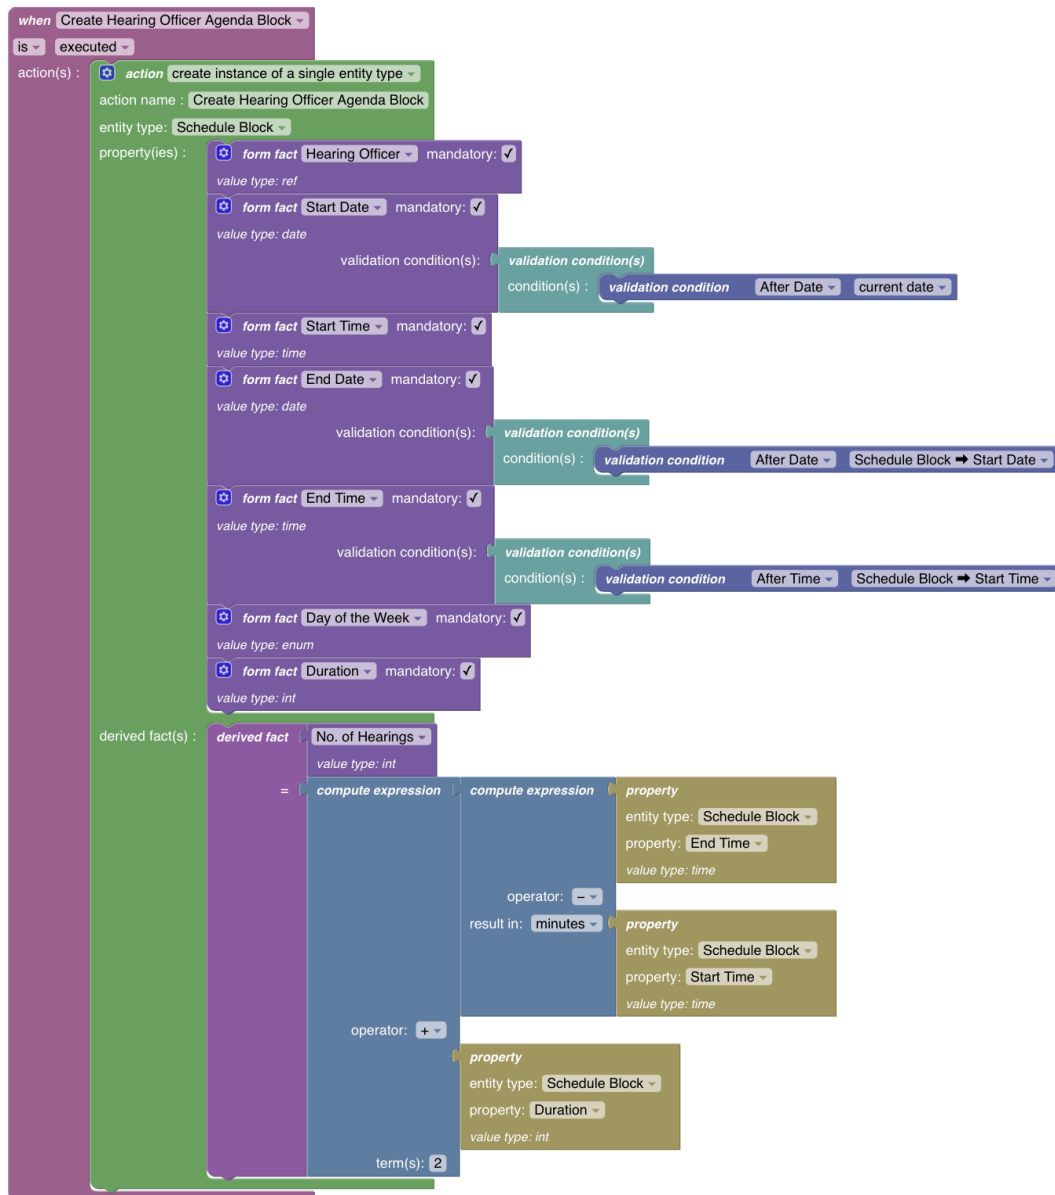 when Create Hearing Officer Agenda Block
is executed
action(s) : action create instance of a single entity type
action name : Create Hearing Officer Agenda Block
entity type: Schedule Block
property(ies) : form fact Hearing Officer mandatory: ✓
value type: ref
form fact Start Date mandatory: ✓
value type: date
validation condition(s): validation condition(s)
condition(s) : validation condition After Date current date
form fact Start Time mandatory: ✓
value type: time
form fact End Date mandatory: ✓
value type: date
validation condition(s): validation condition(s)
condition(s) : validation condition After Date Schedule Block ➡ Start Date
form fact End Time mandatory: ✓
value type: time
validation condition(s): validation condition(s)
condition(s) : validation condition After Time Schedule Block ➡ Start Time
form fact Day of the Week mandatory: ✓
value type: enum
form fact Duration mandatory: ✓
value type: int
derived fact(s) : derived fact No. of Hearings
value type: int
= compute expression compute expression property
entity type: Schedule Block
property: End Time
value type: time
operator: −
result in: minutes property
entity type: Schedule Block
property: Start Time
value type: time
operator: +
property
entity type: Schedule Block
property: Duration
value type: int
term(s): 2